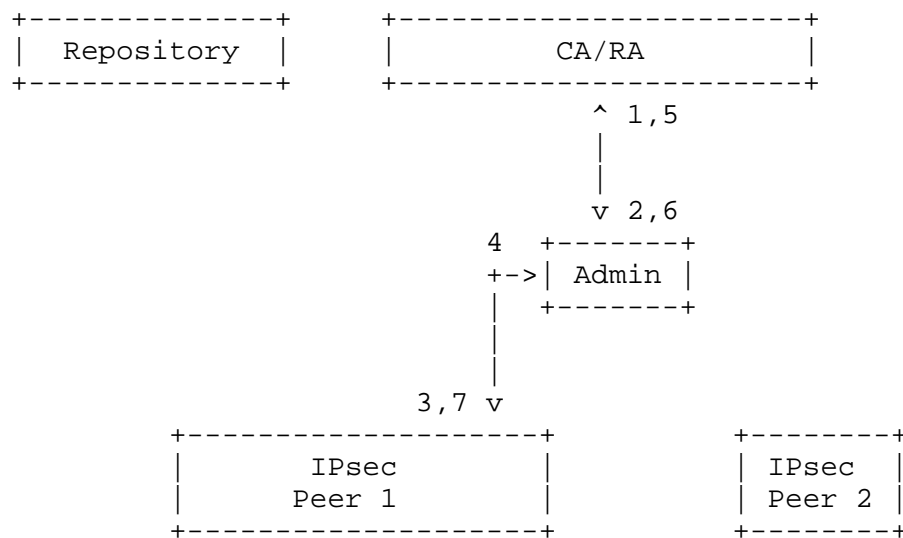 +--------------+     +----------------------+
|  Repository  |     |        CA/RA         |
+--------------+     +----------------------+
                                ^ 1,5
                                |
                                |
                                v 2,6
                          4  +-------+
                          +->| Admin |
                          |  +-------+
                          |
                          |
                      3,7 v
         +--------------------+          +--------+
         |       IPsec        |          | IPsec  |
         |      Peer 1        |          | Peer 2 |
         +--------------------+          +--------+